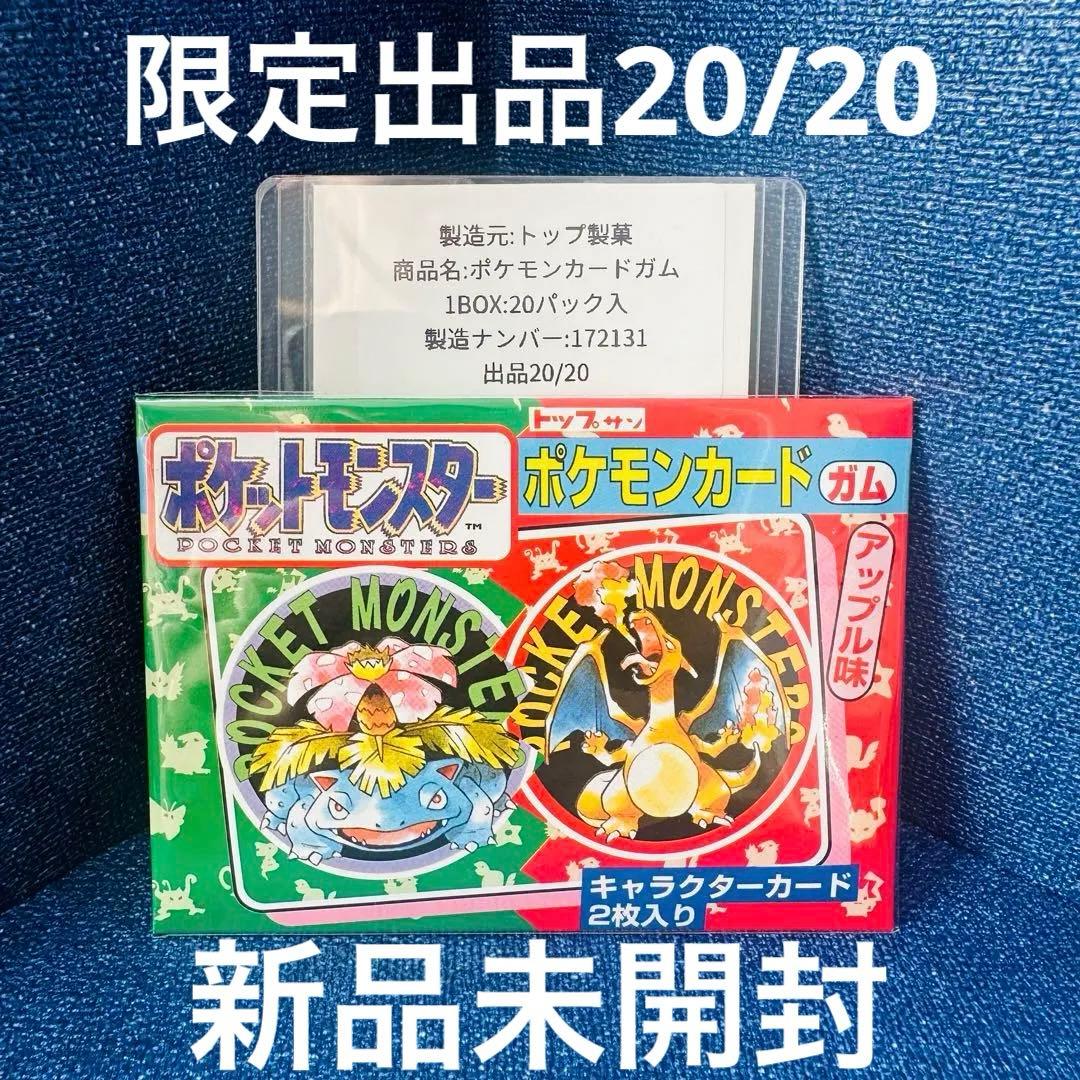 限定出品20/20
製造元:トップ製菓
商品名:ポケモンカードガム
1BOX:20パック入
製造ナンバー:172131
出品20/20
トップサン
ポケットモンスター™
POCKET MONSTERS
ポケモンカード ガム
アップル味
POCKET MONSTE
POCKET MONSTERS
キャラクターカード
2枚入り
新品未開封